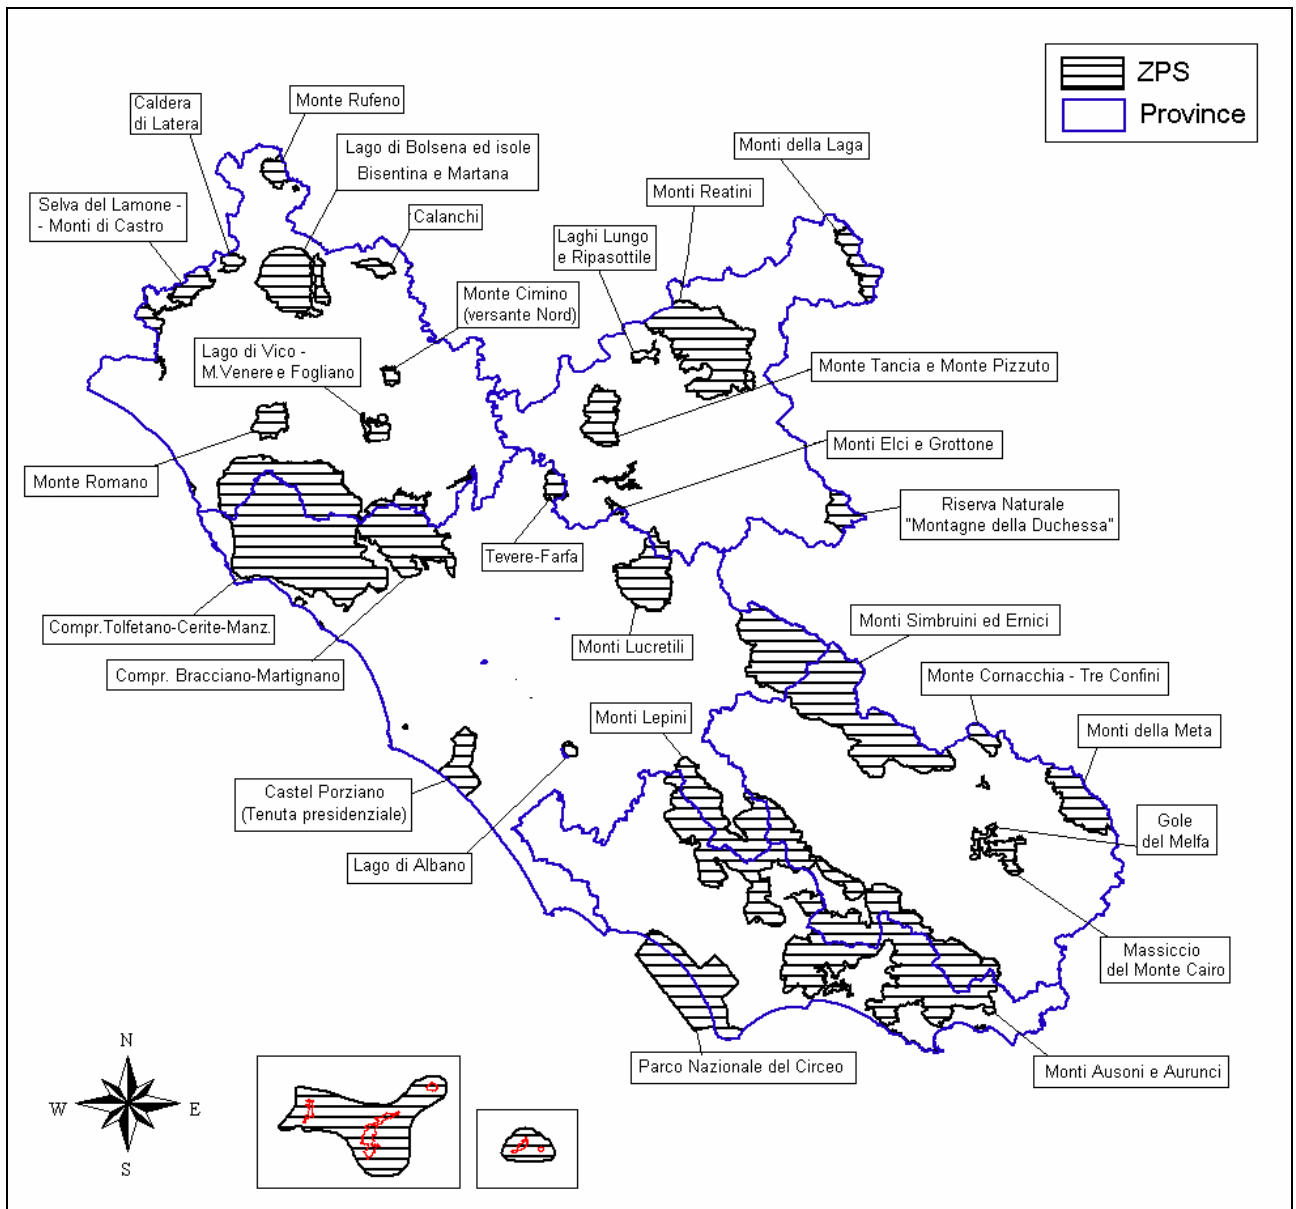 ZPS
Province
Monte Rufeno
Caldera
di Latera
Lago di Bolsena ed isole
Bisentina e Martana
Monti della Laga
Monti Reatini
Selva del Lamone -
- Monti di Castro
Calanchi
Laghi Lungo
e Ripasottile
Monte Cimino
(versante Nord)
Lago di Vico -
M.Venere e Fogliano
Monte Tancia e Monte Pizzuto
Monti Elci e Grottone
Monte Romano
Riserva Naturale
"Montagne della Duchessa"
Tevere-Farfa
Compr.Tolfetano-Cerite-Manz.
Monti Simbruini ed Ernici
Monti Lucretili
Compr. Bracciano-Martignano
Monte Cornacchia - Tre Confini
Monti Lepini
Monti della Meta
Castel Porziano
(Tenuta presidenziale)
Gole
del Melfa
Lago di Albano
Massiccio
del Monte Cairo
Parco Nazionale del Circeo
Monti Ausoni e Aurunci
N
W
E
S